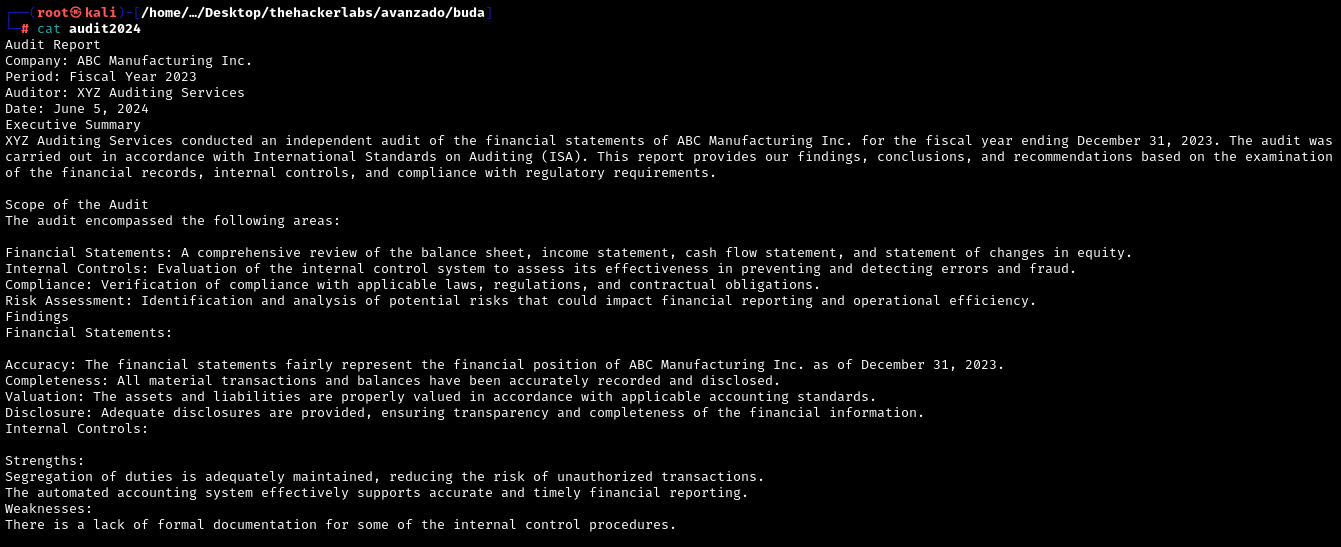 ┌──(root㉿kali)-[/home/…/Desktop/thehackerlabs/avanzado/buda]
└─# cat audit2024
Audit Report
Company: ABC Manufacturing Inc.
Period: Fiscal Year 2023
Auditor: XYZ Auditing Services
Date: June 5, 2024
Executive Summary
XYZ Auditing Services conducted an independent audit of the financial statements of ABC Manufacturing Inc. for the fiscal year ending December 31, 2023. The audit was
carried out in accordance with International Standards on Auditing (ISA). This report provides our findings, conclusions, and recommendations based on the examination
of the financial records, internal controls, and compliance with regulatory requirements.

Scope of the Audit
The audit encompassed the following areas:

Financial Statements: A comprehensive review of the balance sheet, income statement, cash flow statement, and statement of changes in equity.
Internal Controls: Evaluation of the internal control system to assess its effectiveness in preventing and detecting errors and fraud.
Compliance: Verification of compliance with applicable laws, regulations, and contractual obligations.
Risk Assessment: Identification and analysis of potential risks that could impact financial reporting and operational efficiency.
Findings
Financial Statements:

Accuracy: The financial statements fairly represent the financial position of ABC Manufacturing Inc. as of December 31, 2023.
Completeness: All material transactions and balances have been accurately recorded and disclosed.
Valuation: The assets and liabilities are properly valued in accordance with applicable accounting standards.
Disclosure: Adequate disclosures are provided, ensuring transparency and completeness of the financial information.
Internal Controls:

Strengths:
Segregation of duties is adequately maintained, reducing the risk of unauthorized transactions.
The automated accounting system effectively supports accurate and timely financial reporting.
Weaknesses:
There is a lack of formal documentation for some of the internal control procedures.